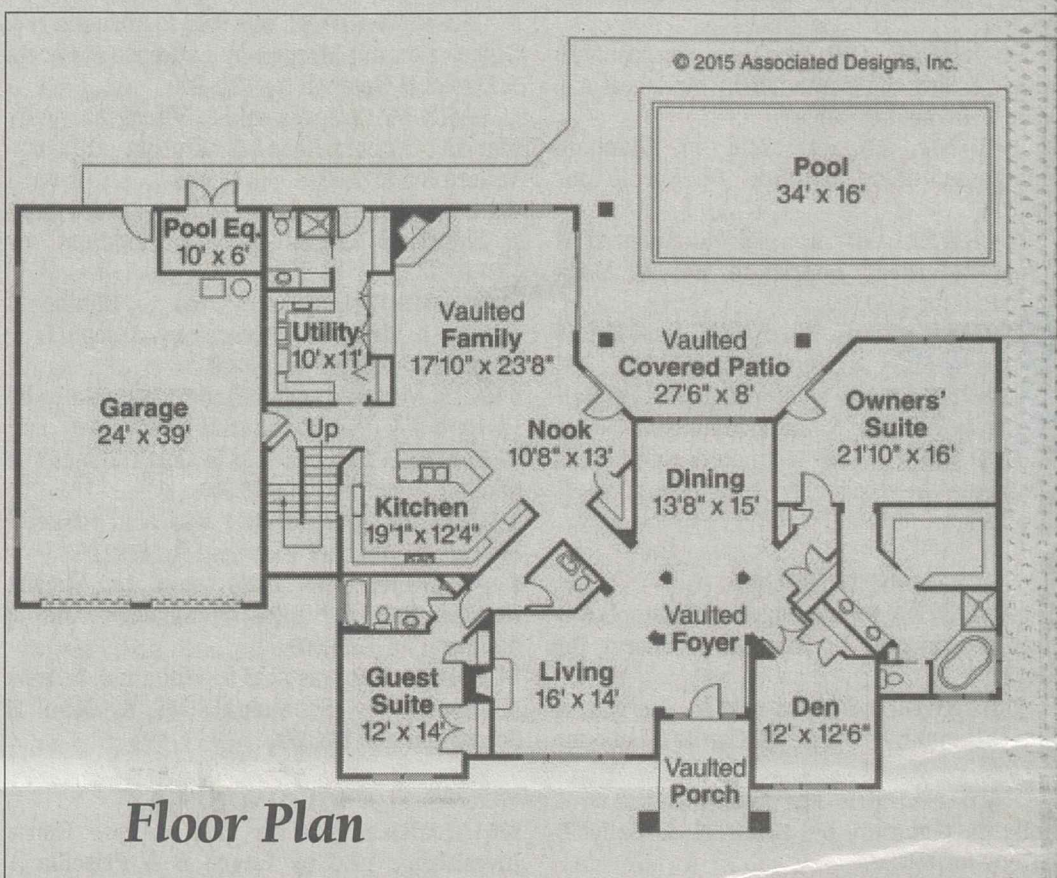 © 2015 Associated Designs, Inc.
Pool
34' x 16'
Pool Eq.
10' x 6'
Utility
10' x 11'
Vaulted
Family
17'10" x 23'8"
Vaulted
Covered Patio
27'6" x 8'
Garage
24' x 39'
Up
Nook
10'8" x 13'
Owners'
Suite
21'10" x 16'
Dining
13'8" x 15'
Kitchen
19'1" x 12'4"
Vaulted
Foyer
Guest
Suite
12' x 14'
Living
16' x 14'
Den
12' x 12'6"
Vaulted
Porch
Floor Plan